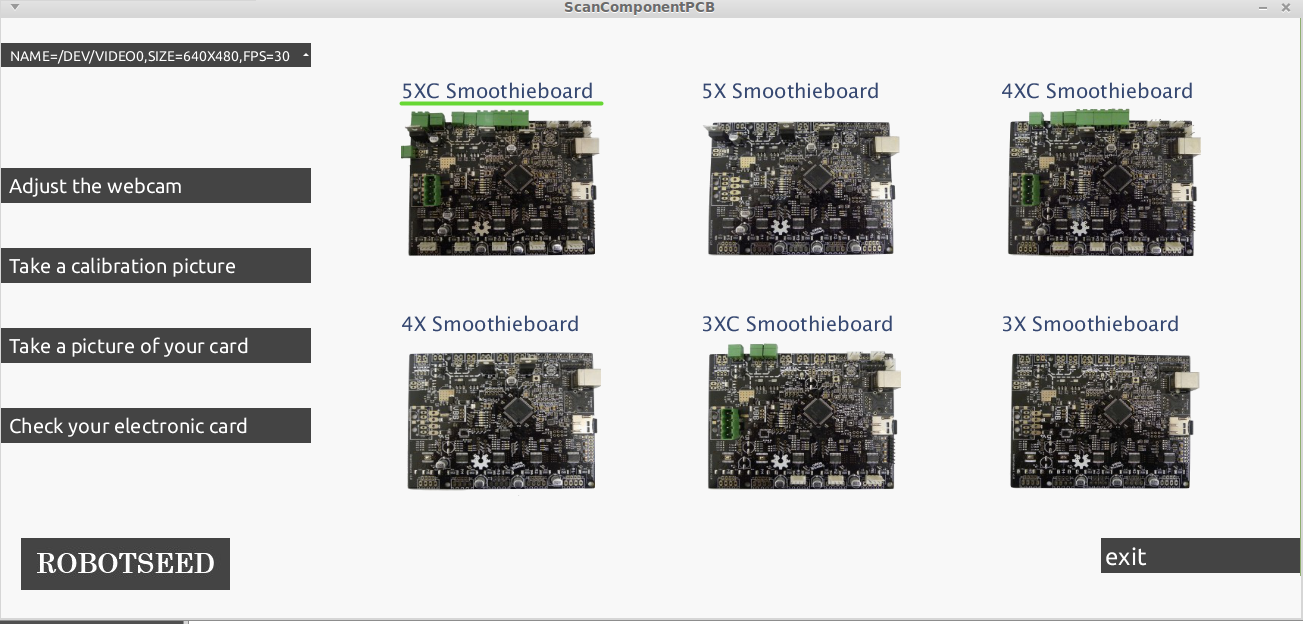 ScanComponentPCB
NAME=/DEV/VIDEO0,SIZE=640X480,FPS=30
Adjust the webcam
Take a calibration picture
Take a picture of your card
Check your electronic card
ROBOTSEED
5XC Smoothieboard
5X Smoothieboard
4XC Smoothieboard
4X Smoothieboard
3XC Smoothieboard
3X Smoothieboard
exit